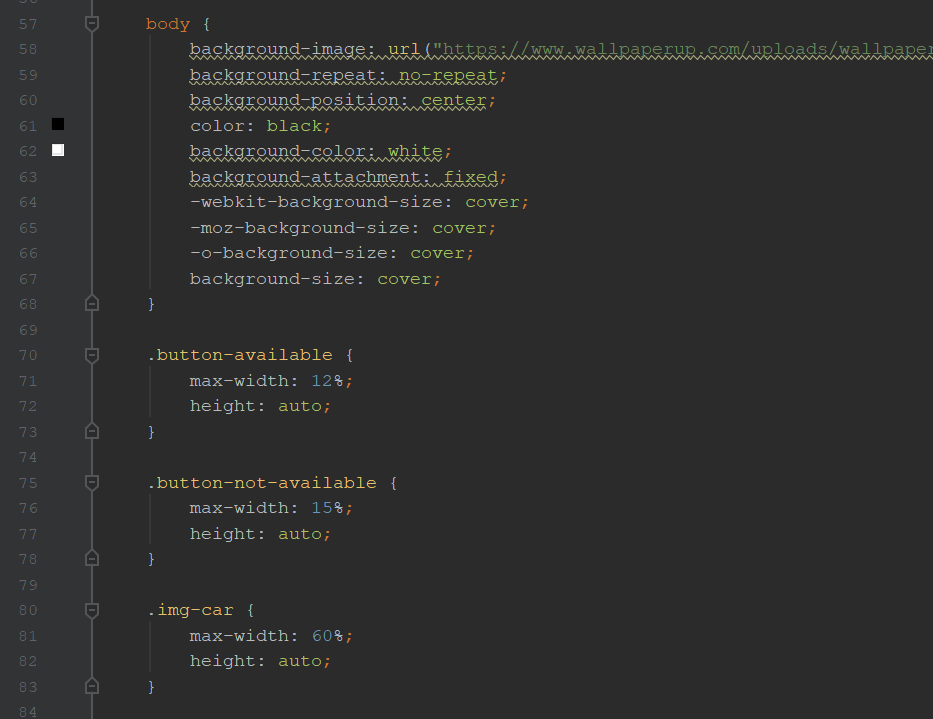 57 body {
58 background-image: url("https://www.wallpaperup.com/uploads/wallpaper
59 background-repeat: no-repeat;
60 background-position: center;
61 color: black;
62 background-color: white;
63 background-attachment: fixed;
64 -webkit-background-size: cover;
65 -moz-background-size: cover;
66 -o-background-size: cover;
67 background-size: cover;
68 }
69
70 .button-available {
71 max-width: 12%;
72 height: auto;
73 }
74
75 .button-not-available {
76 max-width: 15%;
77 height: auto;
78 }
79
80 .img-car {
81 max-width: 60%;
82 height: auto;
83 }
84